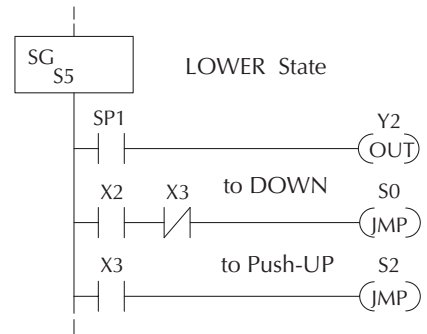 SG
S5
LOWER State
SP1
Y2
OUT
X2 X3 to DOWN S0
JMP
X3 to Push-UP S2
JMP